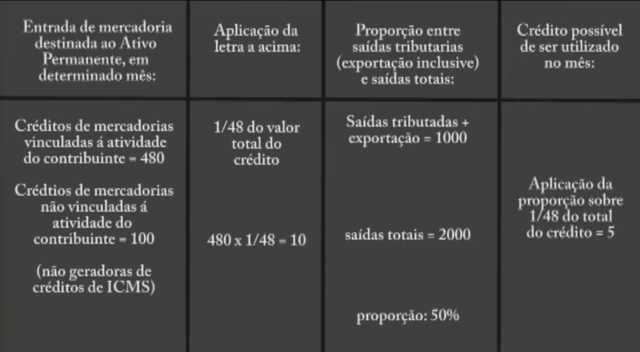 Entrada de mercadoria
destinada ao Ativo
Permanente, em
determinado mês:
Aplicação da
letra a acima:
Proporção entre
saídas tributarias
(exportação inclusive)
e saídas totais:
Crédito possível
de ser utilizado
no mês:
Créditos de mercadorias
vinculadas á atividade
do contribuinte = 480
Crédtios de mercadorias
não vinculadas á
atividade do
contribuinte = 100
(não geradoras de
créditos de ICMS)
1/48 do valor
total do
crédito
480 x 1/48 = 10
Saídas tributadas +
exportação = 1000
saídas totais = 2000
proporção: 50%
Aplicação da
proporção sobre
1/48 do total
do crédito = 5